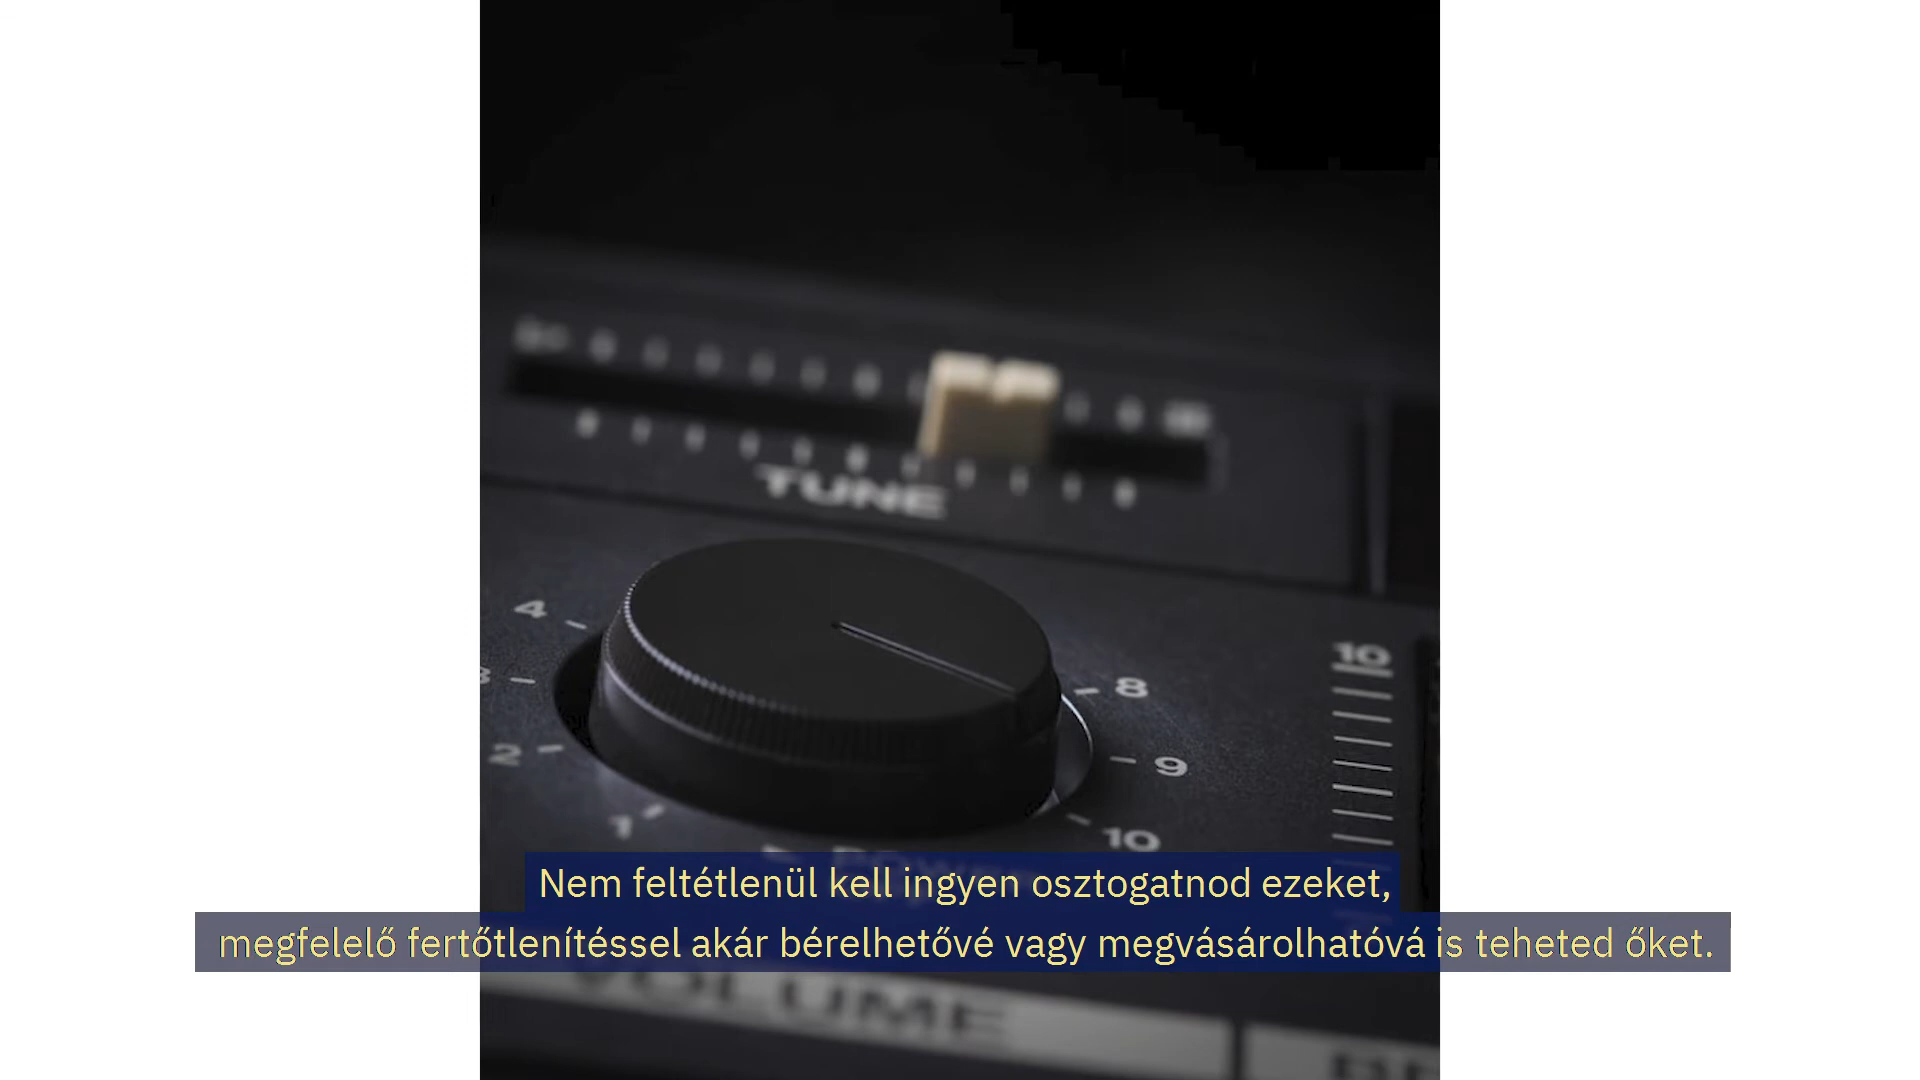 TUNE
4
8
10
2
9
1
10
Nem feltétlenül kell ingyen osztogatnod ezeket,
megfelelő fertőtlenítéssel akár bérelhetővé vagy megvásárolhatóvá is teheted őket.
VOLUME